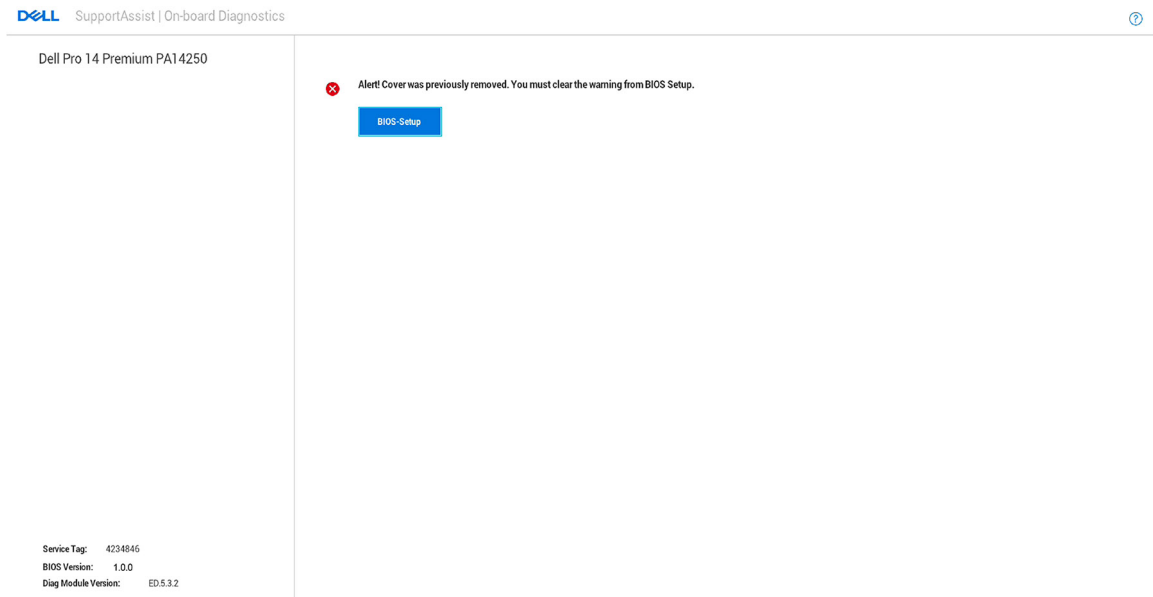 DELL SupportAssist | On-board Diagnostics
?
Dell Pro 14 Premium PA14250
Alert! Cover was previously removed. You must clear the warning from BIOS Setup.
BIOS-Setup
Service Tag: 4234846
BIOS Version: 1.0.0
Diag Module Version: ED.5.3.2